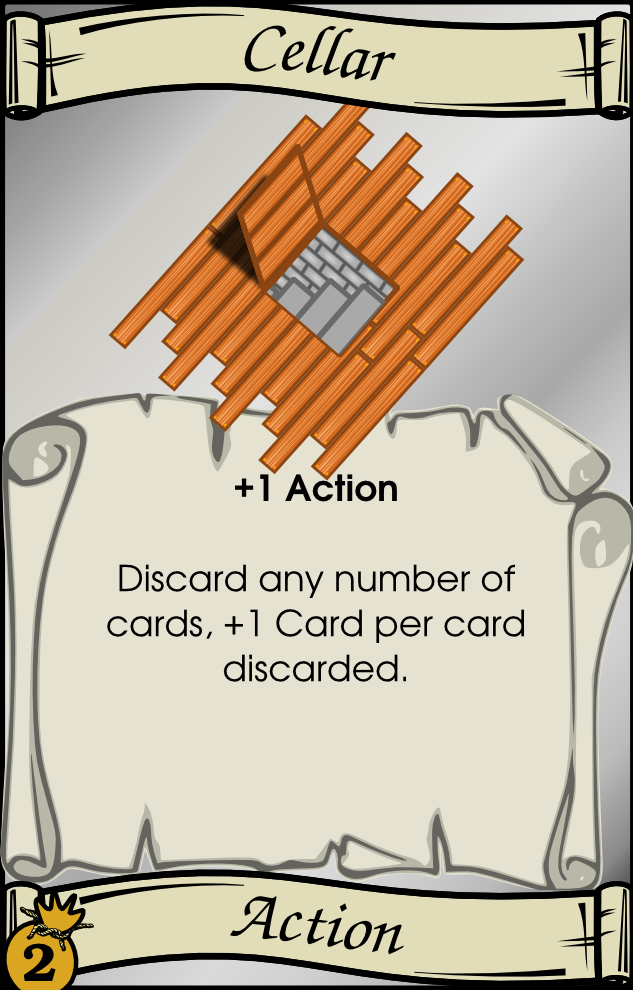 Cellar
+1 Action
Discard any number of
cards, +1 Card per card
discarded.
Action
2